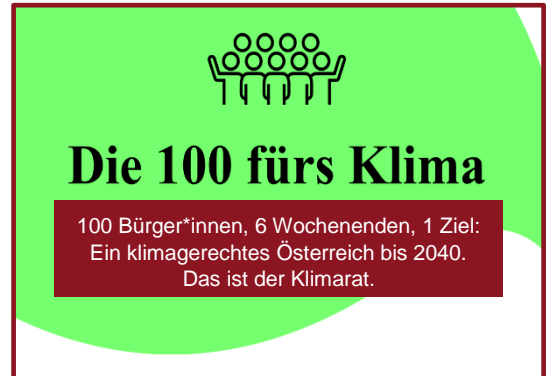 Die 100 fürs Klima
100 Bürger*innen, 6 Wochenenden, 1 Ziel:
Ein klimagerechtes Österreich bis 2040.
Das ist der Klimarat.